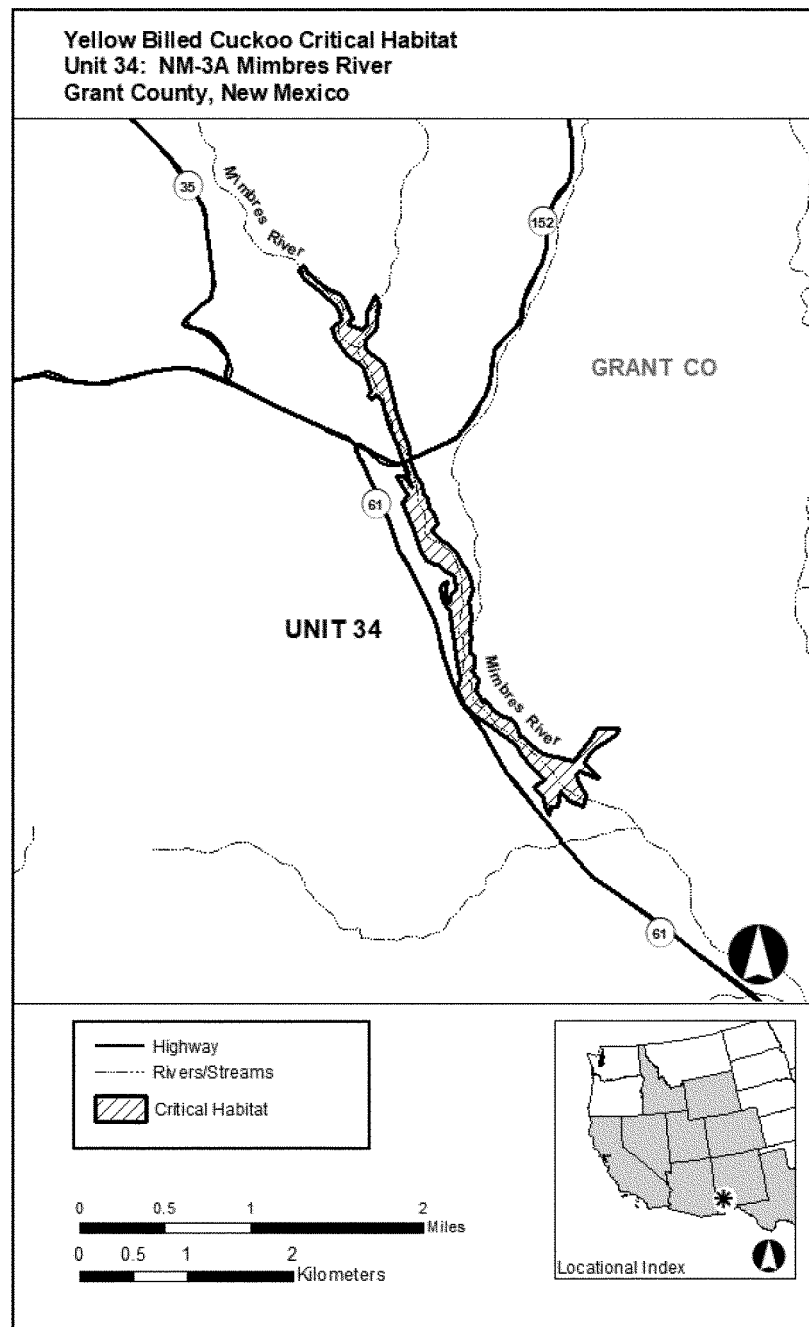 Yellow Billed Cuckoo Critical Habitat
Unit 34: NM-3A Mimbres River
Grant County, New Mexico
35
Mimbres River
152
GRANT CO
61
UNIT 34
Mimbres River
61
Highway
Rivers/Streams
Critical Habitat
0 0.5 1 2
Miles
0 0.5 1 2
Kilometers
Locational Index